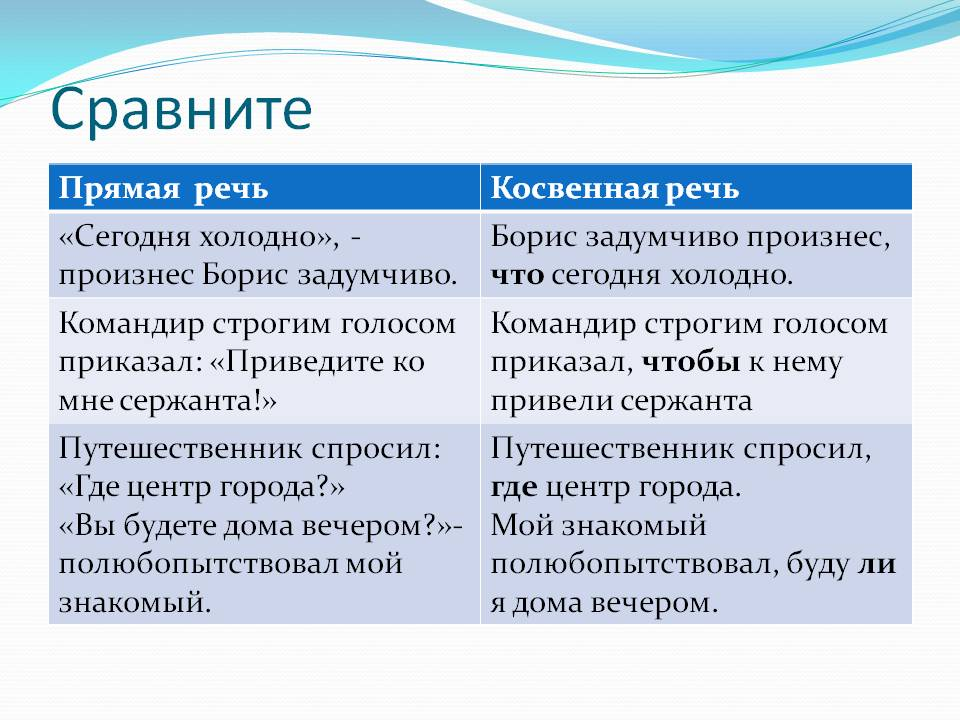 Сравните
Прямая речь
Косвенная речь
«Сегодня холодно», -
произнес Борис задумчиво.
Борис задумчиво произнес,
что сегодня холодно.
Командир строгим голосом
приказал: «Приведите ко
мне сержанта!»
Командир строгим голосом
приказал, чтобы к нему
привели сержанта
Путешественник спросил:
«Где центр города?»
«Вы будете дома вечером?»-
полюбопытствовал мой
знакомый.
Путешественник спросил,
где центр города.
Мой знакомый
полюбопытствовал, буду ли
я дома вечером.